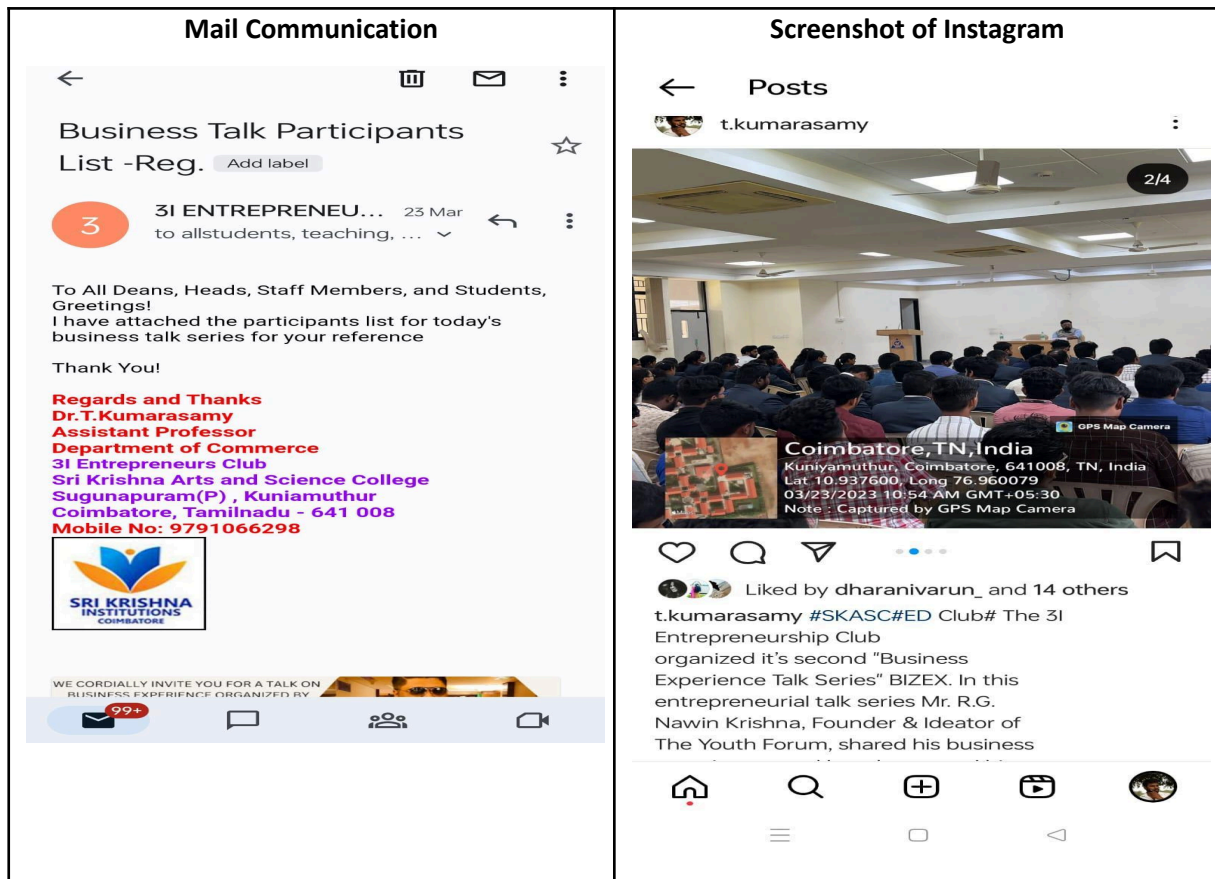 Mail Communication
Business Talk Participants
List -Reg. Add label
3
3I ENTREPRENEU... 23 Mar
to allstudents, teaching, ...
To All Deans, Heads, Staff Members, and Students,
Greetings!
I have attached the participants list for today's
business talk series for your reference
Thank You!
Regards and Thanks
Dr.T.Kumarasamy
Assistant Professor
Department of Commerce
3I Entrepreneurs Club
Sri Krishna Arts and Science College
Sugunapuram(P) , Kuniamuthur
Coimbatore, Tamilnadu - 641 008
Mobile No: 9791066298
SRI KRISHNA
INSTITUTIONS
COIMBATORE
WE CORDIALLY INVITE YOU FOR A TALK ON
BUSINESS EXPERIENCE ORGANIZED BY
99+
Screenshot of Instagram
Posts
t.kumarasamy
2/4
GPS Map Camera
Coimbatore,TN,India
Kuniyamuthur, Coimbatore, 641008, TN, India
Lat 10.937600, Long 76.960079
03/23/2023 10:54 AM GMT+05:30
Note : Captured by GPS Map Camera
Liked by dharanivarun_ and 14 others
t.kumarasamy #SKASC#ED Club# The 3I
Entrepreneurship Club
organized it's second "Business
Experience Talk Series" BIZEX. In this
entrepreneurial talk series Mr. R.G.
Nawin Krishna, Founder & Ideator of
The Youth Forum, shared his business